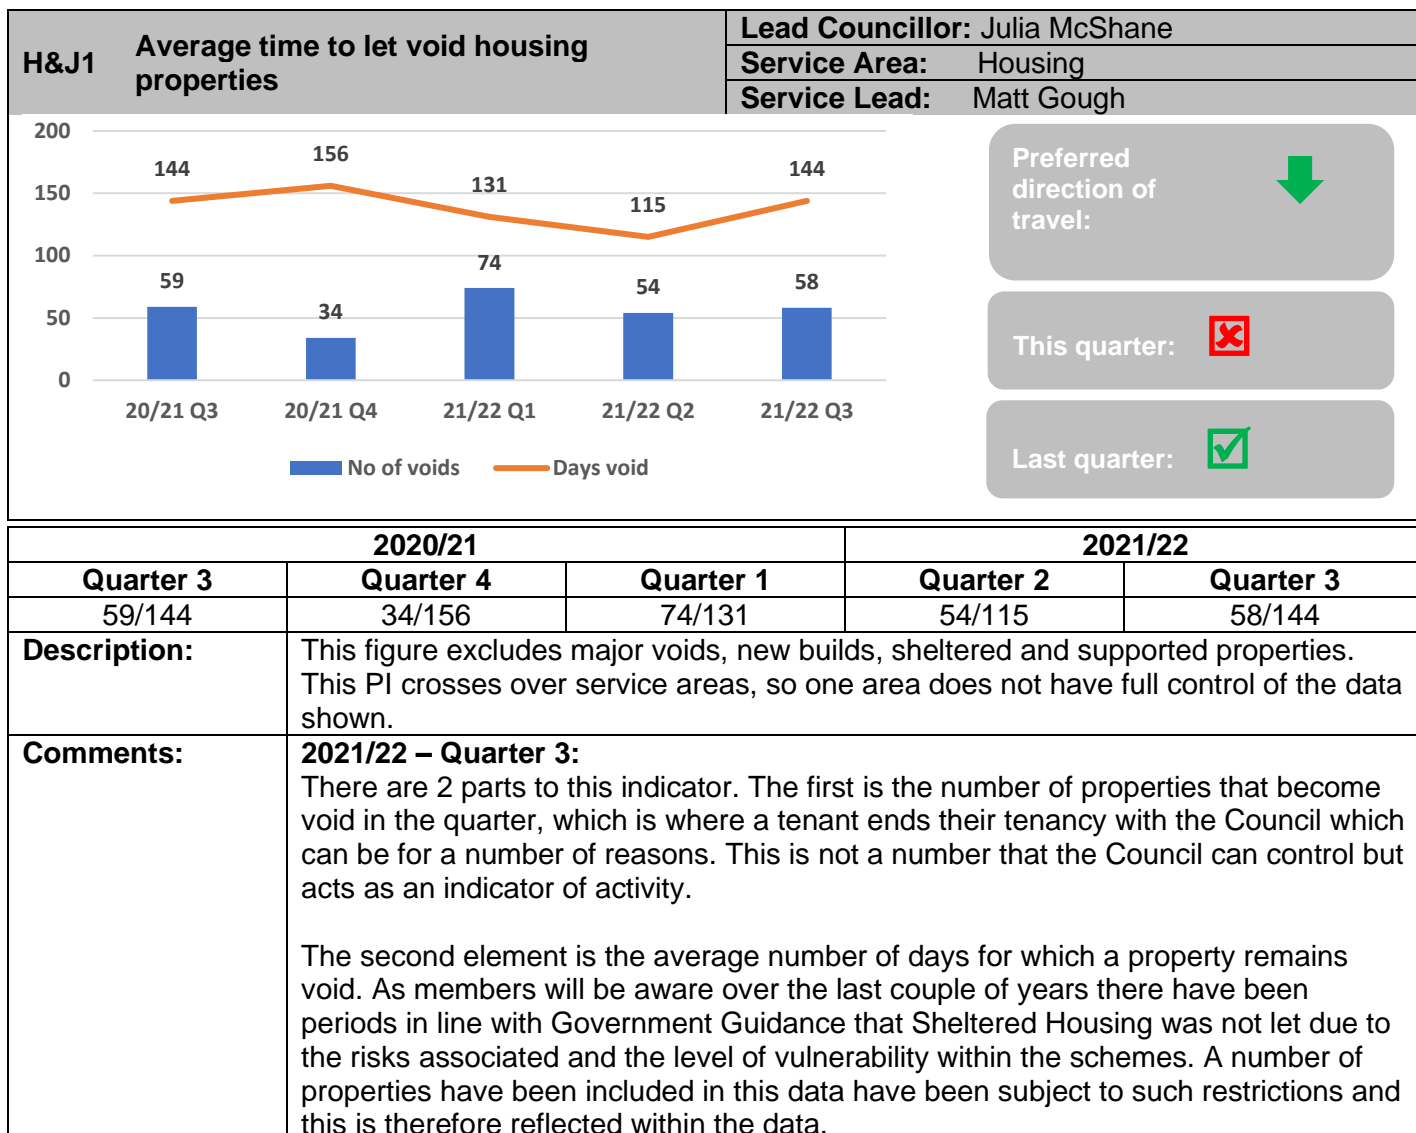 H&J1
Average time to let void housing
properties
Lead Councillor: Julia McShane
Service Area: Housing
Service Lead: Matt Gough
200
150
100
50
0
144
156
131
115
144
59
34
74
54
58
20/21 Q3
20/21 Q4
21/22 Q1
21/22 Q2
21/22 Q3
No of voids
Days void
Preferred
direction of
travel:
This quarter:
Last quarter:
2020/21 2021/22
Quarter 3 Quarter 4 Quarter 1 Quarter 2 Quarter 3
59/144 34/156 74/131 54/115 58/144
Description:
This figure excludes major voids, new builds, sheltered and supported properties.
This PI crosses over service areas, so one area does not have full control of the data
shown.
Comments:
2021/22 – Quarter 3:
There are 2 parts to this indicator. The first is the number of properties that become
void in the quarter, which is where a tenant ends their tenancy with the Council which
can be for a number of reasons. This is not a number that the Council can control but
acts as an indicator of activity.
The second element is the average number of days for which a property remains
void. As members will be aware over the last couple of years there have been
periods in line with Government Guidance that Sheltered Housing was not let due to
the risks associated and the level of vulnerability within the schemes. A number of
properties have been included in this data have been subject to such restrictions and
this is therefore reflected within the data.